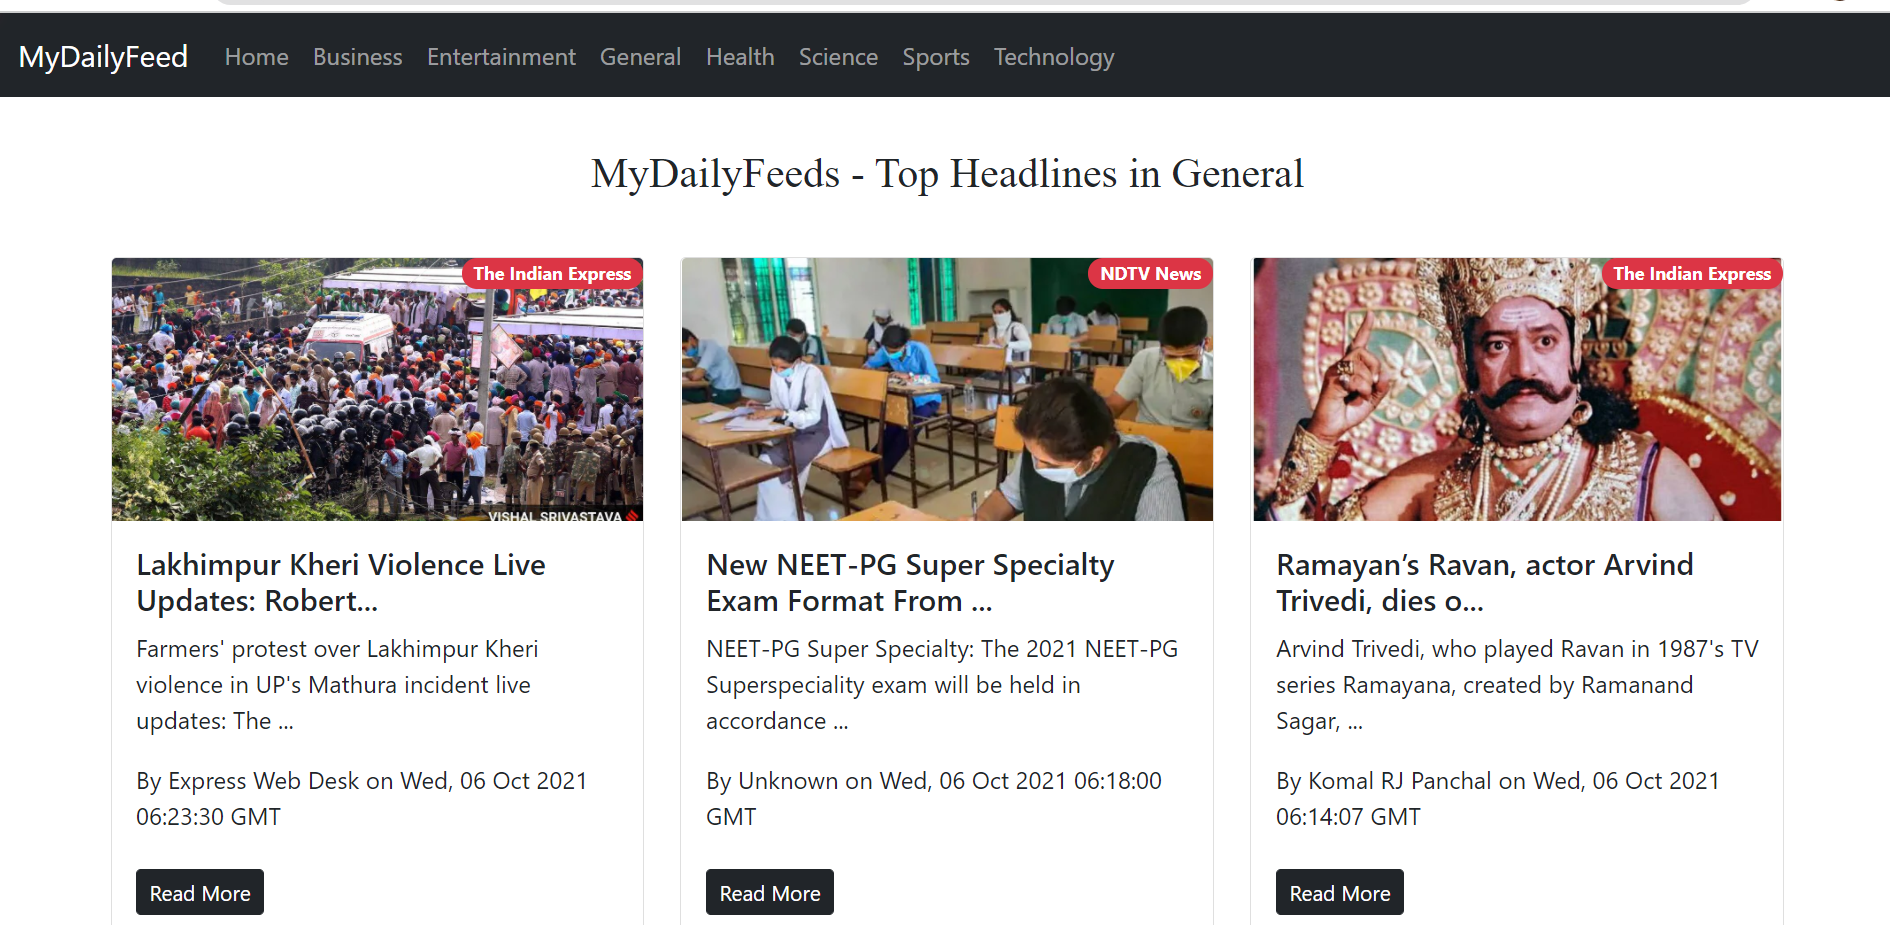 MyDailyFeed Home Business Entertainment General Health Science Sports Technology
MyDailyFeeds - Top Headlines in General
The Indian Express
VISHAL SRIVASTAVA
Lakhimpur Kheri Violence Live
Updates: Robert...
Farmers' protest over Lakhimpur Kheri
violence in UP's Mathura incident live
updates: The ...
By Express Web Desk on Wed, 06 Oct 2021
06:23:30 GMT
Read More
NDTV News
New NEET-PG Super Specialty
Exam Format From ...
NEET-PG Super Specialty: The 2021 NEET-PG
Superspeciality exam will be held in
accordance ...
By Unknown on Wed, 06 Oct 2021 06:18:00
GMT
Read More
The Indian Express
Ramayan’s Ravan, actor Arvind
Trivedi, dies o...
Arvind Trivedi, who played Ravan in 1987's TV
series Ramayana, created by Ramanand
Sagar, ...
By Komal RJ Panchal on Wed, 06 Oct 2021
06:14:07 GMT
Read More